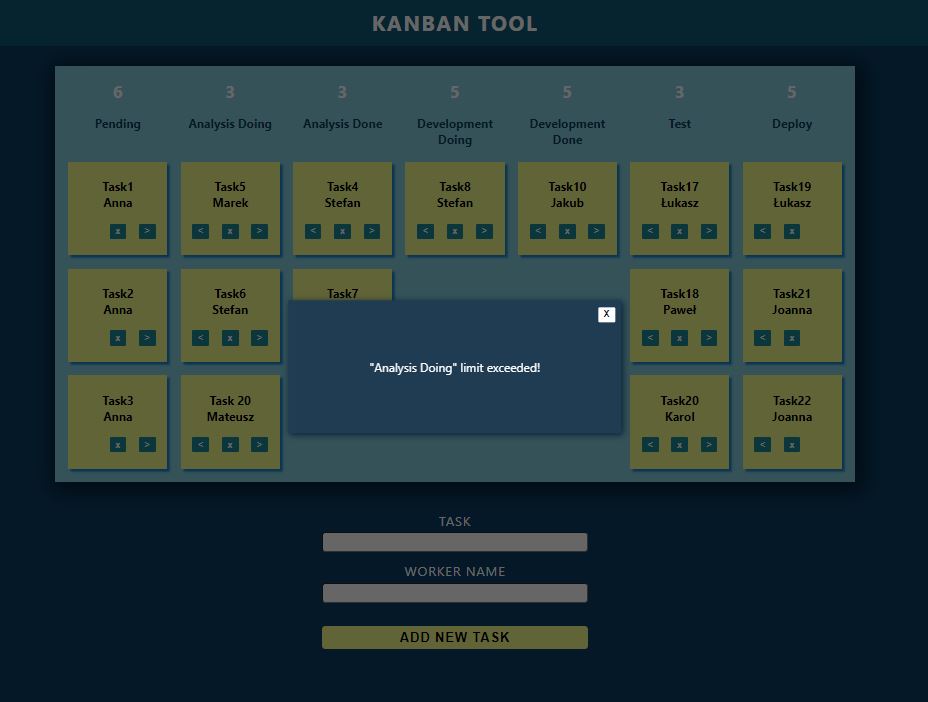 KANBAN TOOL
6 3 3 5 5 3 5
Pending Analysis Doing Analysis Done Development Doing Development Done Test Deploy
Task1 Task5 Task4 Task8 Task10 Task17 Task19
Anna Marek Stefan Stefan Jakub Łukasz Łukasz
x > < x > < x > < x > < x > < x > < x
Task2 Task6 Task7 Task18 Task21
Anna Stefan Paweł Joanna
x > < x > < x > < x
X
"Analysis Doing" limit exceeded!
Task3 Task 20 Task20 Task22
Anna Mateusz Karol Joanna
x > < x > < x > < x
TASK
WORKER NAME
ADD NEW TASK